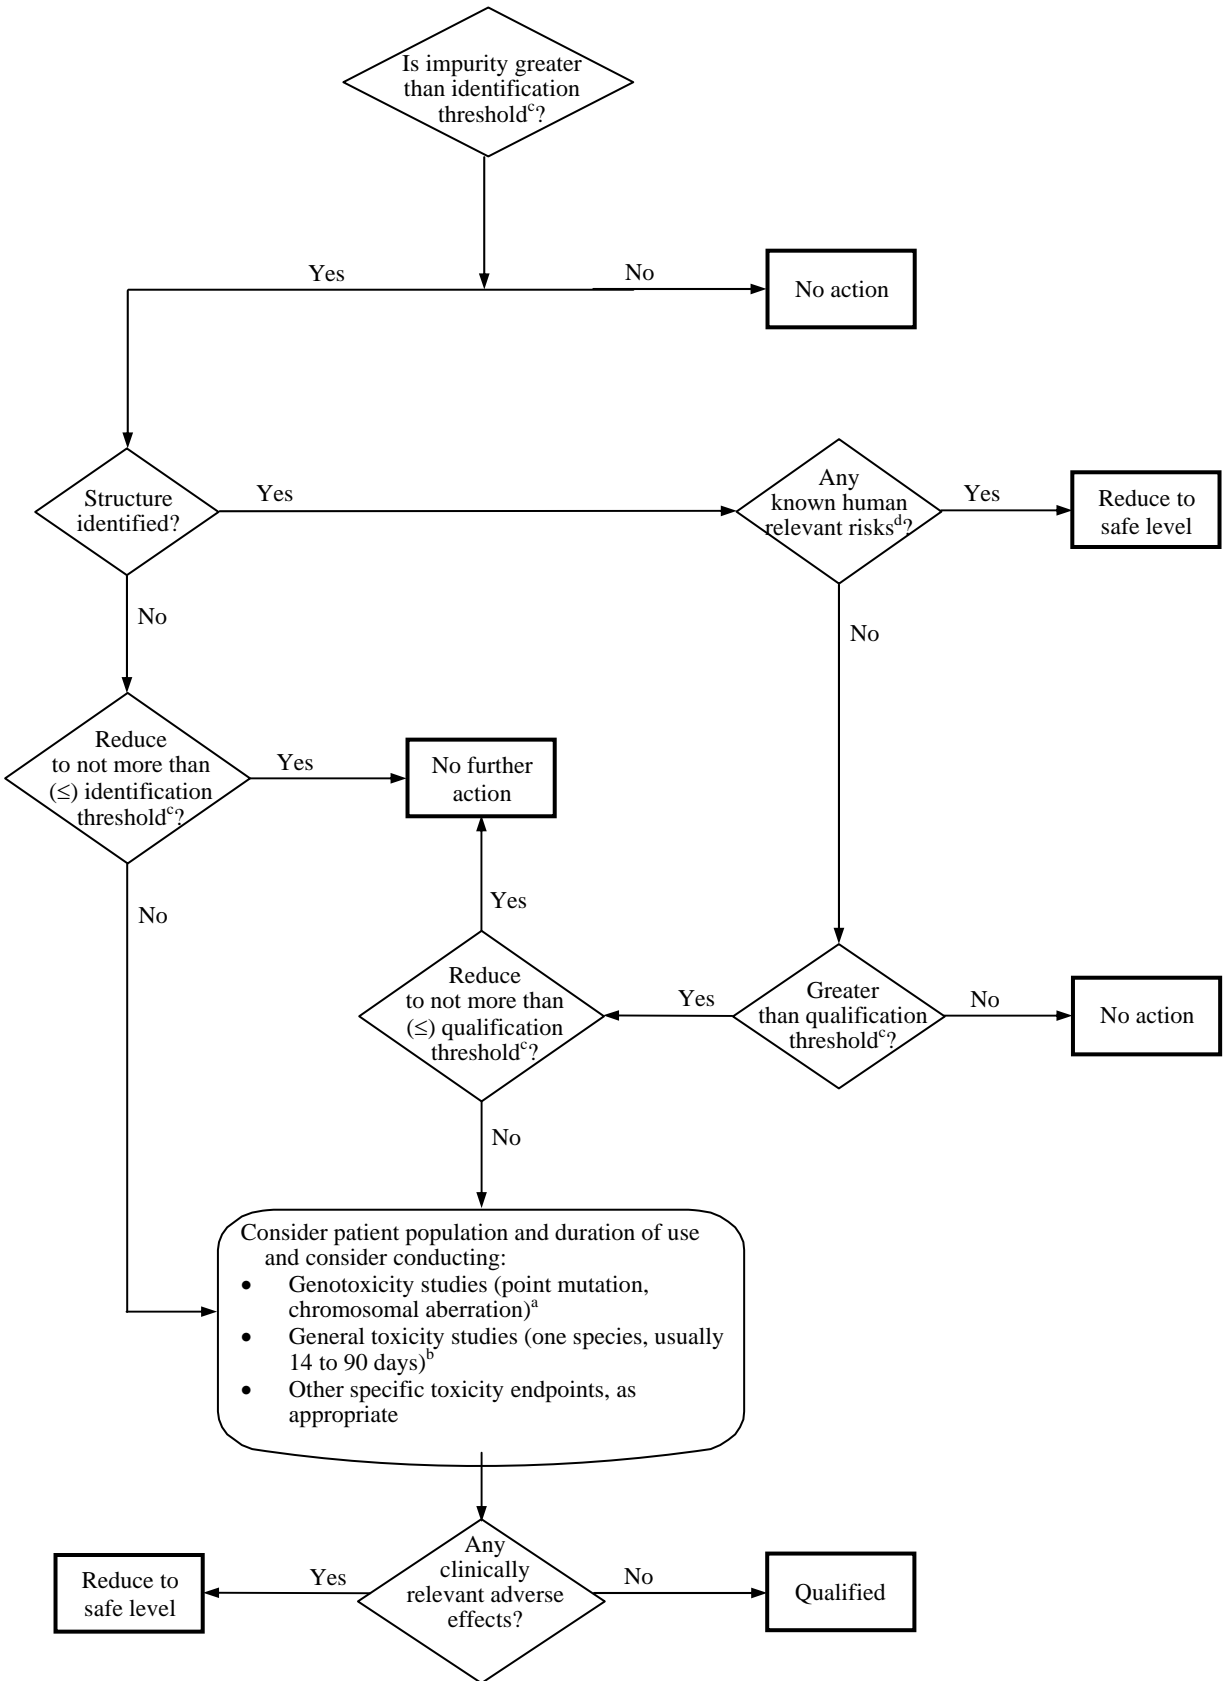 Is impurity greater
than identification
threshold^c?
Yes
No
No action
Structure
identified?
Yes
Any
known human
relevant risks^d?
Yes
Reduce to
safe level
No
No
Reduce
to not more than
(≤) identification
threshold^c?
Yes
No further
action
Yes
No
Reduce
to not more than
(≤) qualification
threshold^c?
Yes
Greater
than qualification
threshold^c?
No
No action
No
Consider patient population and duration of use
and consider conducting:
• Genotoxicity studies (point mutation,
chromosomal aberration)^a
• General toxicity studies (one species, usually
14 to 90 days)^b
• Other specific toxicity endpoints, as
appropriate
Reduce to
safe level
Yes
Any
clinically
relevant adverse
effects?
No
Qualified